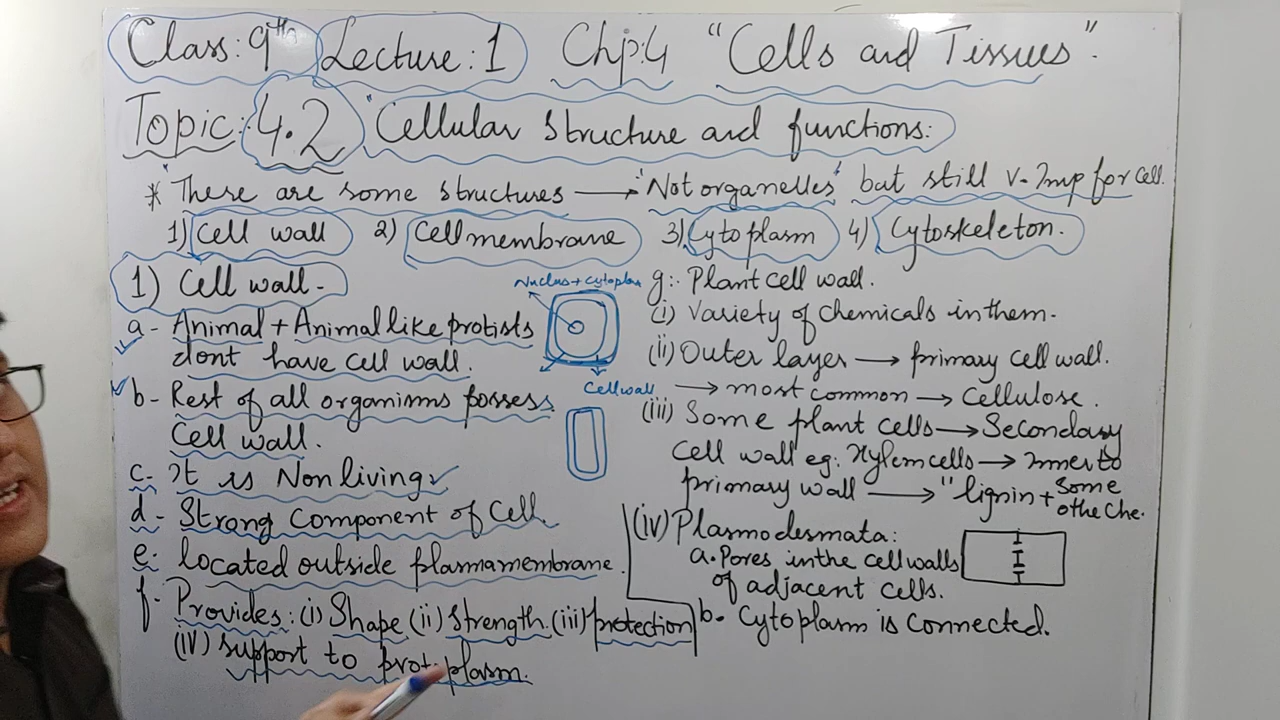 Class: 9th Lecture: 1 Chp:4 "Cells and Tissues".
Topic: 4.2 "Cellular structure and functions:
* These are some structures → 'Not organelles' but still v. Imp for cell.
1) Cell wall 2) Cell membrane 3) Cytoplasm 4) Cytoskeleton.
1) Cell wall -
a - Animal + Animal like protists
dont have cell wall.
b - Rest of all organisms possess
Cell wall.
c - It is Non living
d - Strong Component of Cell.
e: located outside plasmamembrane.
f - Provides: (i) Shape (ii) Strength. (iii) protection
(iv) support to protoplasm.
Nucleus + cytoplasm
Cell wall
g:- Plant cell wall.
(i) Variety of chemicals in them.
(ii) Outer layer → primary cell wall.
→ most common → Cellulose.
(iii) Some plant cells → Secondary
Cell wall eg: Xylem cells → Inner to
primary wall → "lignin + Some
othe Che.
(iv) Plasmodesmata:
a. Pores in the cell walls
of adjacent cells.
b. Cytoplasm is connected.